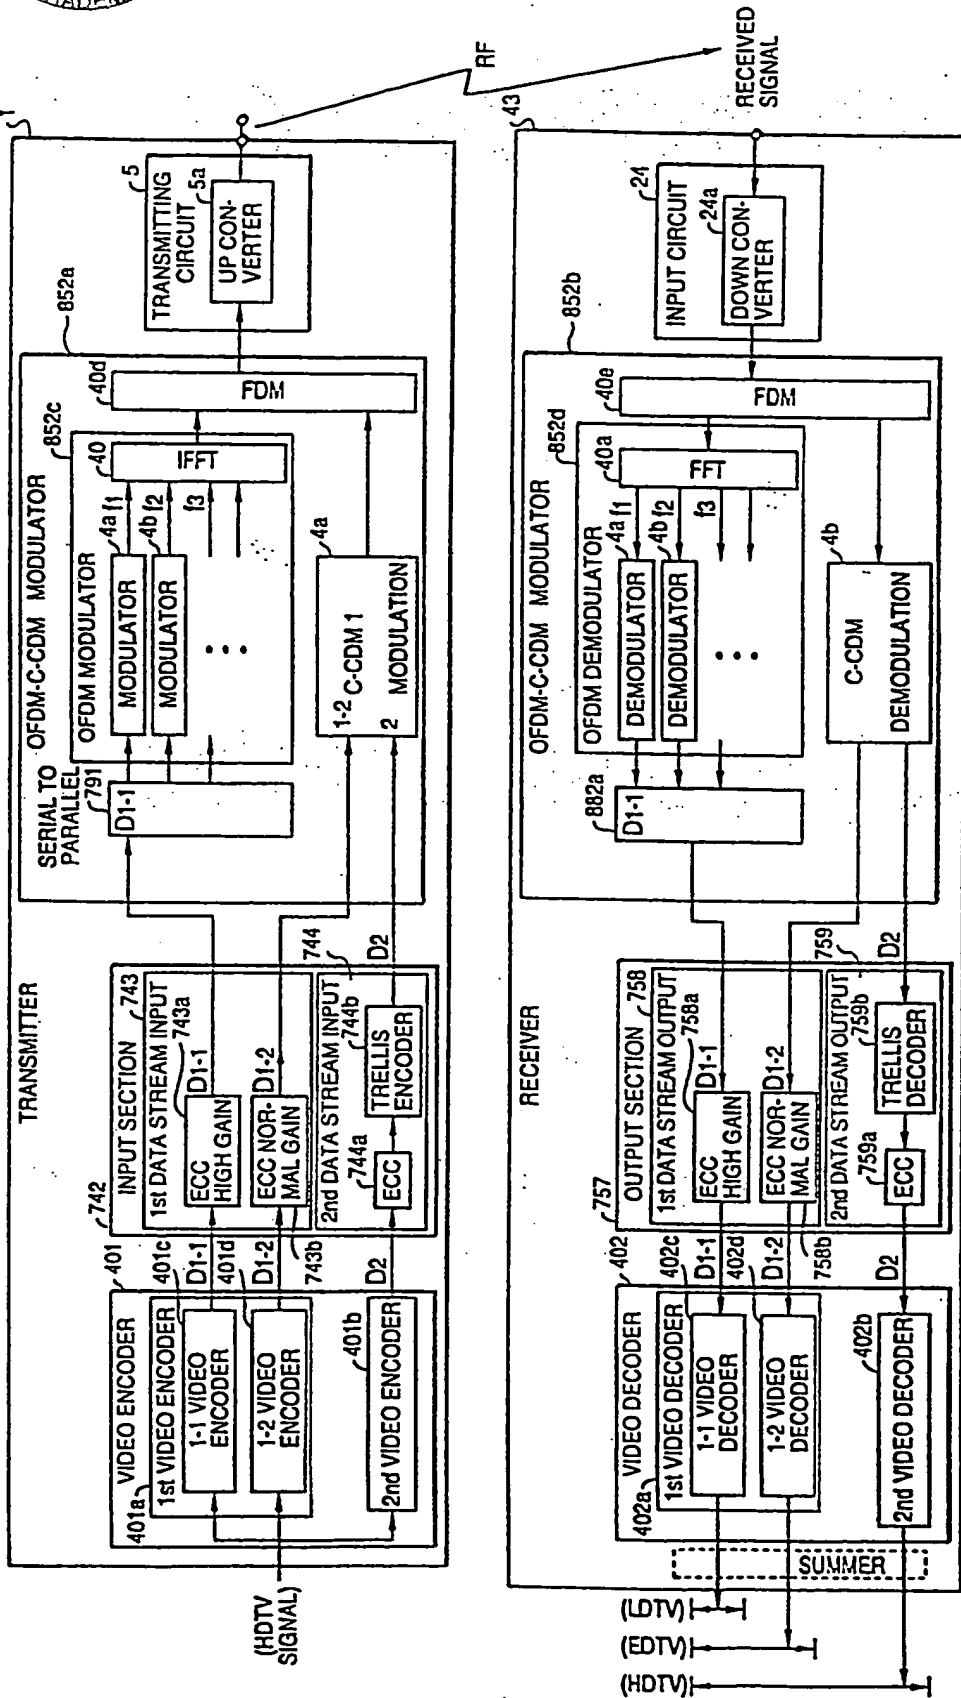 TRANSMITTER
(HDTV
SIGNAL)
401
VIDEO ENCODER
401a
1st VIDEO ENCODER
401c
1-1 VIDEO
ENCODER
401d
1-2 VIDEO
ENCODER
401b
2nd VIDEO ENCODER
D1-1
D1-2
D2
742
INPUT SECTION
743
1st DATA STREAM INPUT
743a
ECC
HIGH GAIN
D1-1
ECC NOR-
MAL GAIN
D1-2
743b
744
2nd DATA STREAM INPUT
744a
ECC
744b
TRELLIS
ENCODER
D2
852a
OFDM-C-CDM MODULATOR
SERIAL TO
PARALLEL
791
D1-1
852c
OFDM MODULATOR
MODULATOR
4a
f1
MODULATOR
4b
f2
f3
40
IFFT
40d
FDM
4a
1-2 C-CDM 1
2 MODULATION
5
TRANSMITTING
CIRCUIT
5a
UP CON-
VERTER
RF
RECEIVER
43
RECEIVED
SIGNAL
24
INPUT CIRCUIT
24a
DOWN CON-
VERTER
852b
OFDM-C-CDM MODULATOR
852d
OFDM DEMODULATOR
DEMODULATOR
4a
f1
DEMODULATOR
4b
f2
f3
40a
FFT
40e
FDM
882a
D1-1
4b
C-CDM
DEMODULATION
757
OUTPUT SECTION
758
1st DATA STREAM OUTPUT
758a
ECC
HIGH GAIN
D1-1
ECC NOR-
MAL GAIN
D1-2
758b
759
2nd DATA STREAM OUTPUT
759a
ECC
759b
TRELLIS
DECODER
D2
402
VIDEO DECODER
402a
1st VIDEO DECODER
402c
1-1 VIDEO
DECODER
402d
1-2 VIDEO
DECODER
402b
2nd VIDEO DECODER
D1-1
D1-2
D2
SUMMER
(LDTV)
(EDTV)
(HDTV)